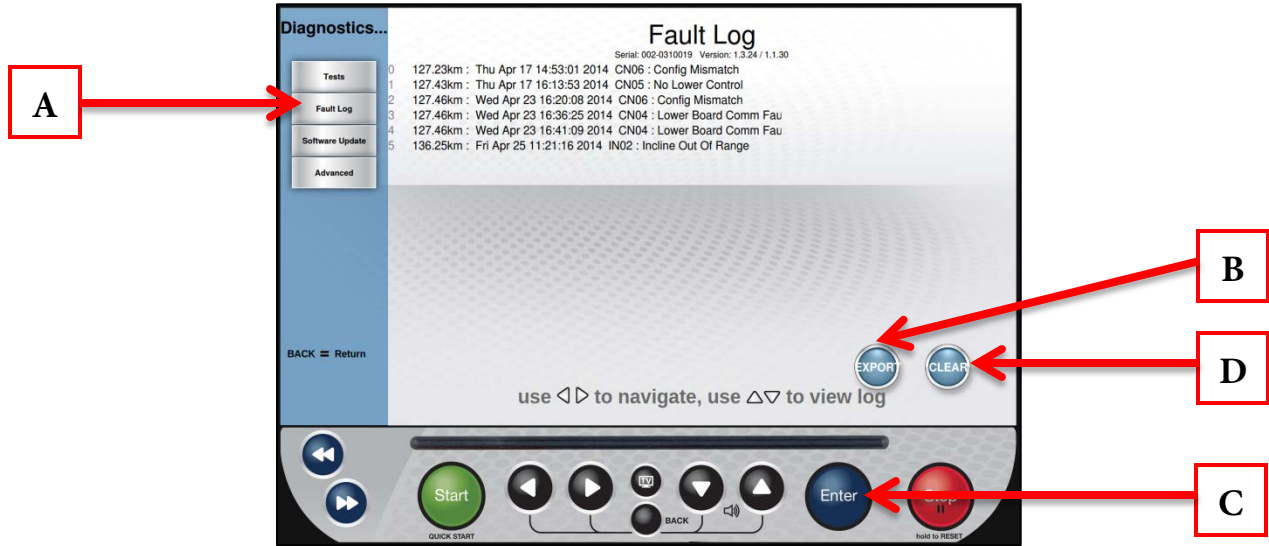 Diagnostics...
Fault Log
Serial: 002-0310019 Version: 1.3.24 / 1.1.30
Tests
Fault Log
Software Update
Advanced
0 127.23km : Thu Apr 17 14:53:01 2014 CN06 : Config Mismatch
1 127.43km : Thu Apr 17 16:13:53 2014 CN05 : No Lower Control
2 127.46km : Wed Apr 23 16:20:08 2014 CN06 : Config Mismatch
3 127.46km : Wed Apr 23 16:36:25 2014 CN04 : Lower Board Comm Fau
4 127.46km : Wed Apr 23 16:41:09 2014 CN04 : Lower Board Comm Fau
5 136.25km : Fri Apr 25 11:21:16 2014 IN02 : Incline Out Of Range
A
B
BACK = Return
EXPORT
CLEAR
D
use ◁ ▷ to navigate, use △▽ to view log
Start
TV
Enter
Stop
C
BACK
QUICK START
hold to RESET